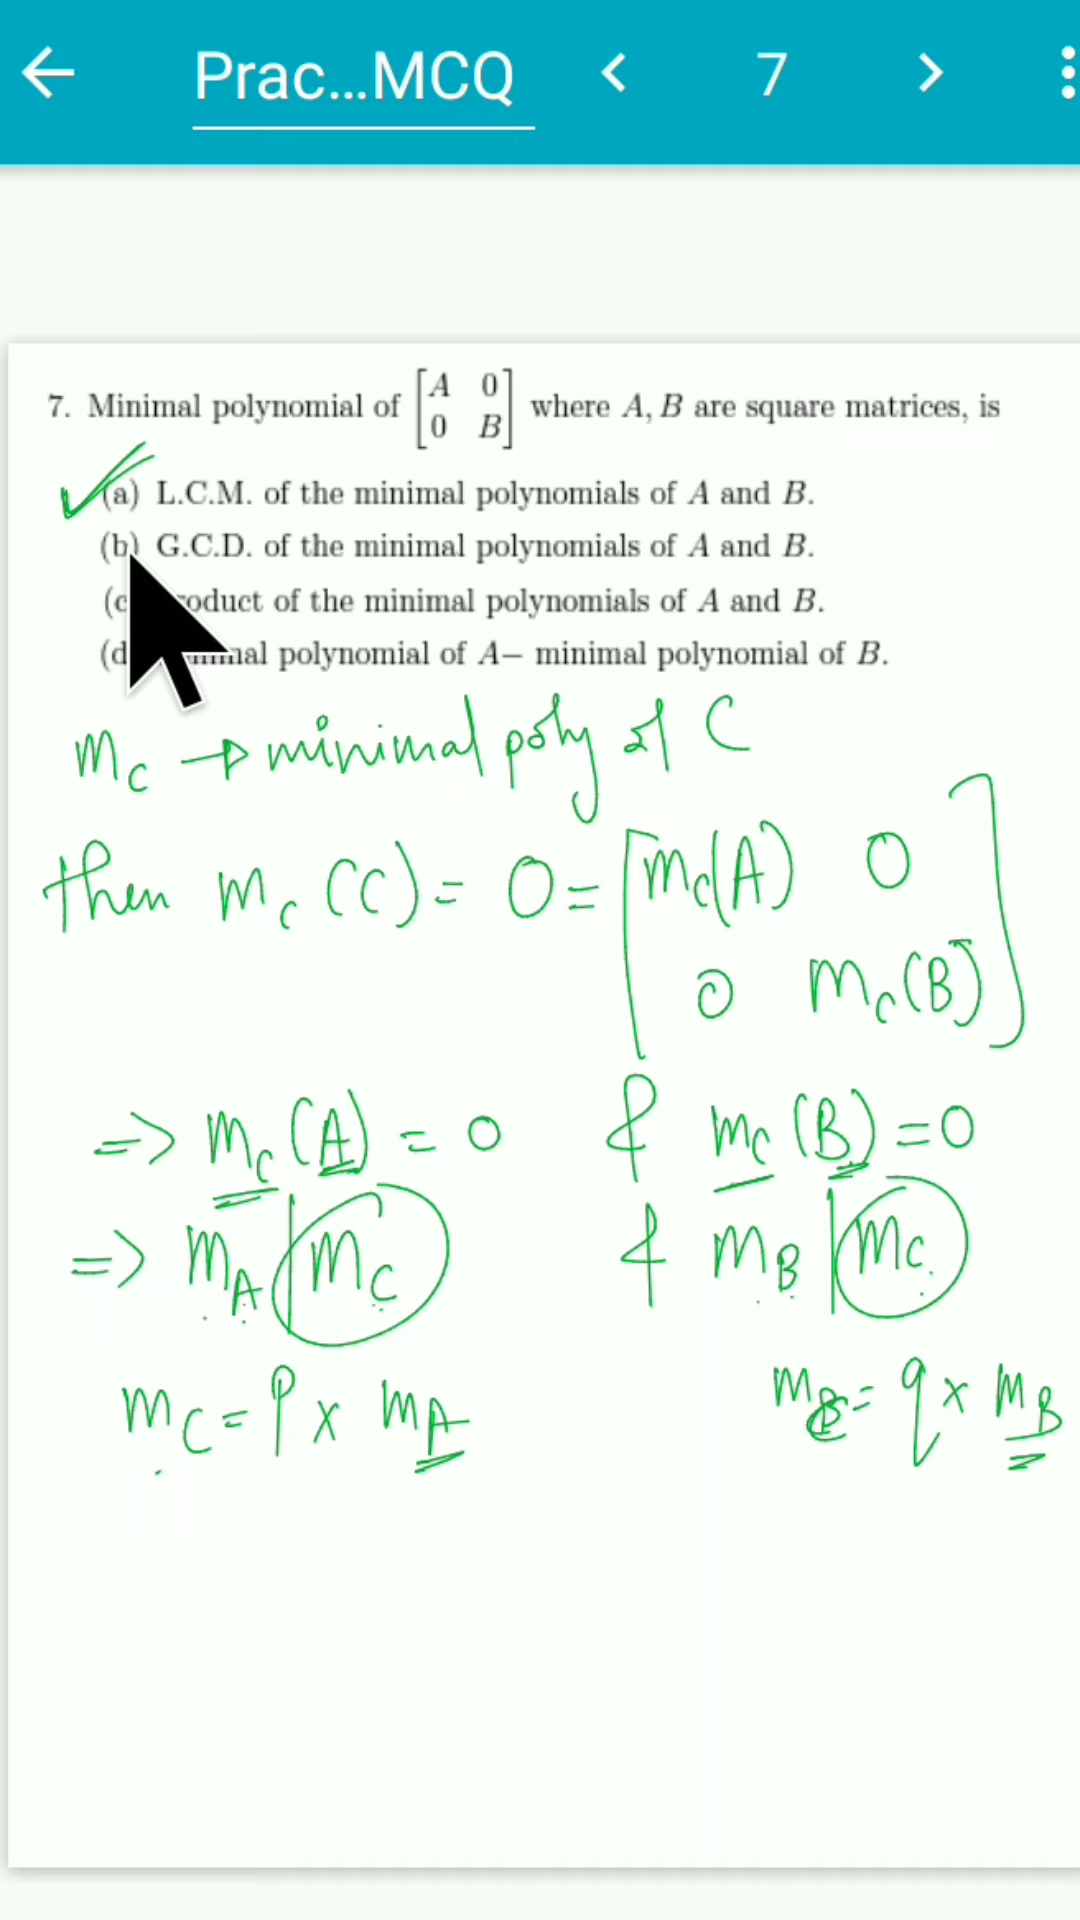 Prac...MCQ 7
7. Minimal polynomial of [A 0 0 B] where A, B are square matrices, is
(a) L.C.M. of the minimal polynomials of A and B.
(b) G.C.D. of the minimal polynomials of A and B.
(c oduct of the minimal polynomials of A and B.
(d mal polynomial of A− minimal polynomial of B.
m_C → minimal poly of C
then m_C (C) = 0 = [m_C(A) 0
0 m_C(B)]
=> m_C (A) = 0 & m_C (B) = 0
=> m_A | m_C & m_B | m_C
m_C = p x m_A m_C = q x m_B